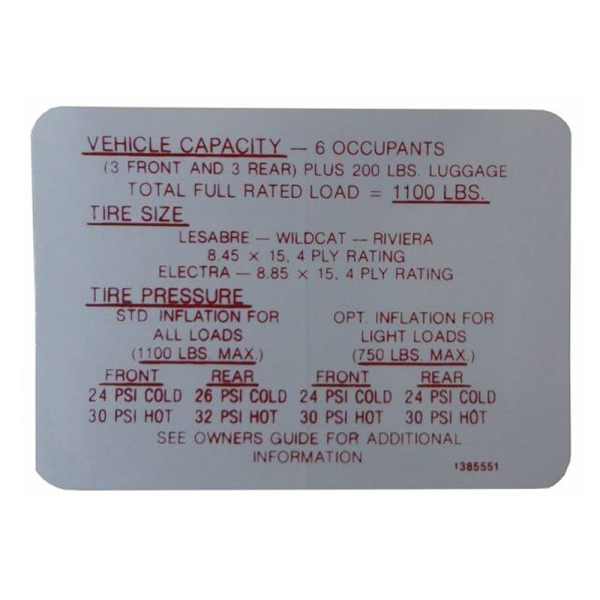 VEHICLE CAPACITY — 6 OCCUPANTS
(3 FRONT AND 3 REAR) PLUS 200 LBS. LUGGAGE
TOTAL FULL RATED LOAD = 1100 LBS.
TIRE SIZE
LESABRE — WILDCAT — RIVIERA
8.45 × 15, 4 PLY RATING
ELECTRA — 8.85 × 15, 4 PLY RATING
TIRE PRESSURE
STD. INFLATION FOR OPT. INFLATION FOR
ALL LOADS LIGHT LOADS
(1100 LBS. MAX.) (750 LBS. MAX.)
FRONT REAR FRONT REAR
24 PSI COLD 26 PSI COLD 24 PSI COLD 24 PSI COLD
30 PSI HOT 32 PSI HOT 30 PSI HOT 30 PSI HOT
SEE OWNERS GUIDE FOR ADDITIONAL
INFORMATION
1385551